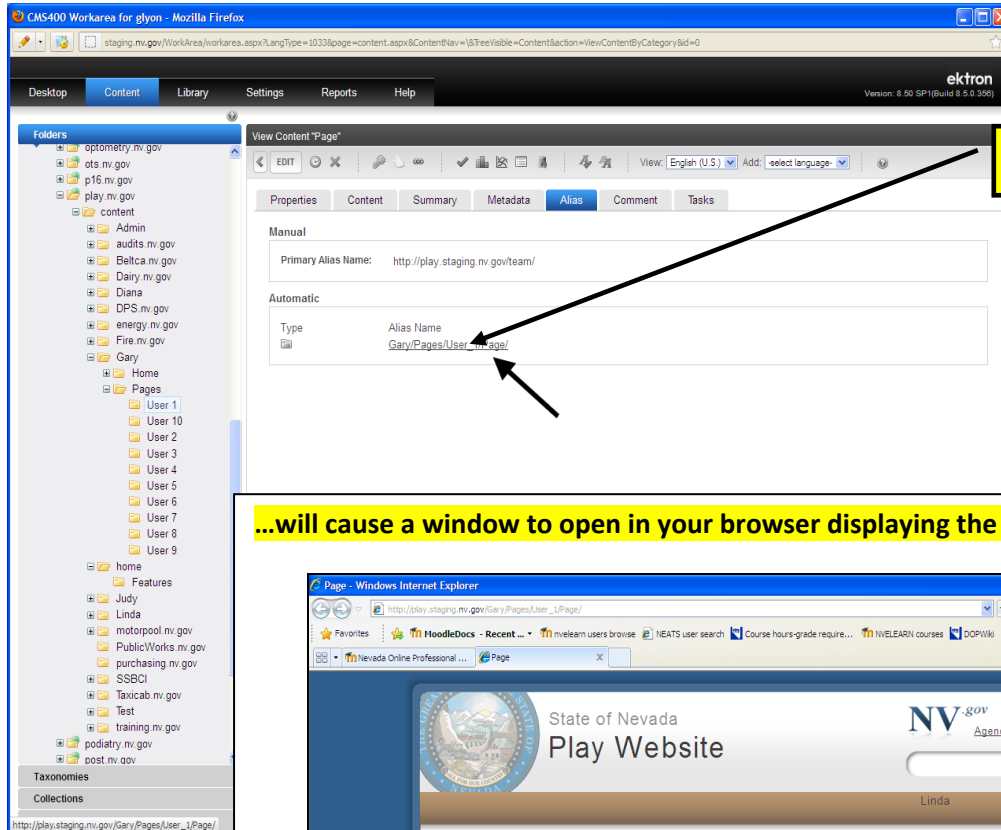 CMS400 Workarea for glyon - Mozilla Firefox
staging.nv.gov/WorkArea/workarea.aspx?LangType=1033&page=content.aspx&ContentNav=\&TreeVisible=Content&action=ViewContentByCategory&id=0
ektron
Desktop Content Library Settings Reports Help
Version: 8.50 SP1(Build 8.5.0.356)
Folders
optometry.nv.gov
ots.nv.gov
p16.nv.gov
play.nv.gov
content
Admin
audits.nv.gov
Beltca.nv.gov
Dairy.nv.gov
Diana
DPS.nv.gov
energy.nv.gov
Fire.nv.gov
Gary
Home
Pages
User 1
User 10
User 2
User 3
User 4
User 5
User 6
User 7
User 8
User 9
home
Features
Judy
Linda
motorpool.nv.gov
PublicWorks.nv.gov
purchasing.nv.gov
SSBCI
Taxicab.nv.gov
Test
training.nv.gov
podiatry.nv.gov
post.nv.gov
Taxonomies
Collections
http://play.staging.nv.gov/Gary/Pages/User_1/Page/
View Content "Page"
EDIT View: English (U.S.) Add: -select language-
Properties Content Summary Metadata Alias Comment Tasks
Manual
Primary Alias Name: http://play.staging.nv.gov/team/
Automatic
Type Alias Name
Gary/Pages/User_1/Page/
...will cause a window to open in your browser displaying the
Page - Windows Internet Explorer
http://play.staging.nv.gov/Gary/Pages/User_1/Page/
Favorites MoodleDocs - Recent ... nvelearn users browse NEATS user search Course hours-grade require... NVELEARN courses DOPWiki
Nevada Online Professional ... Page X
State of Nevada
Play Website
NV.gov
Agenc
Linda